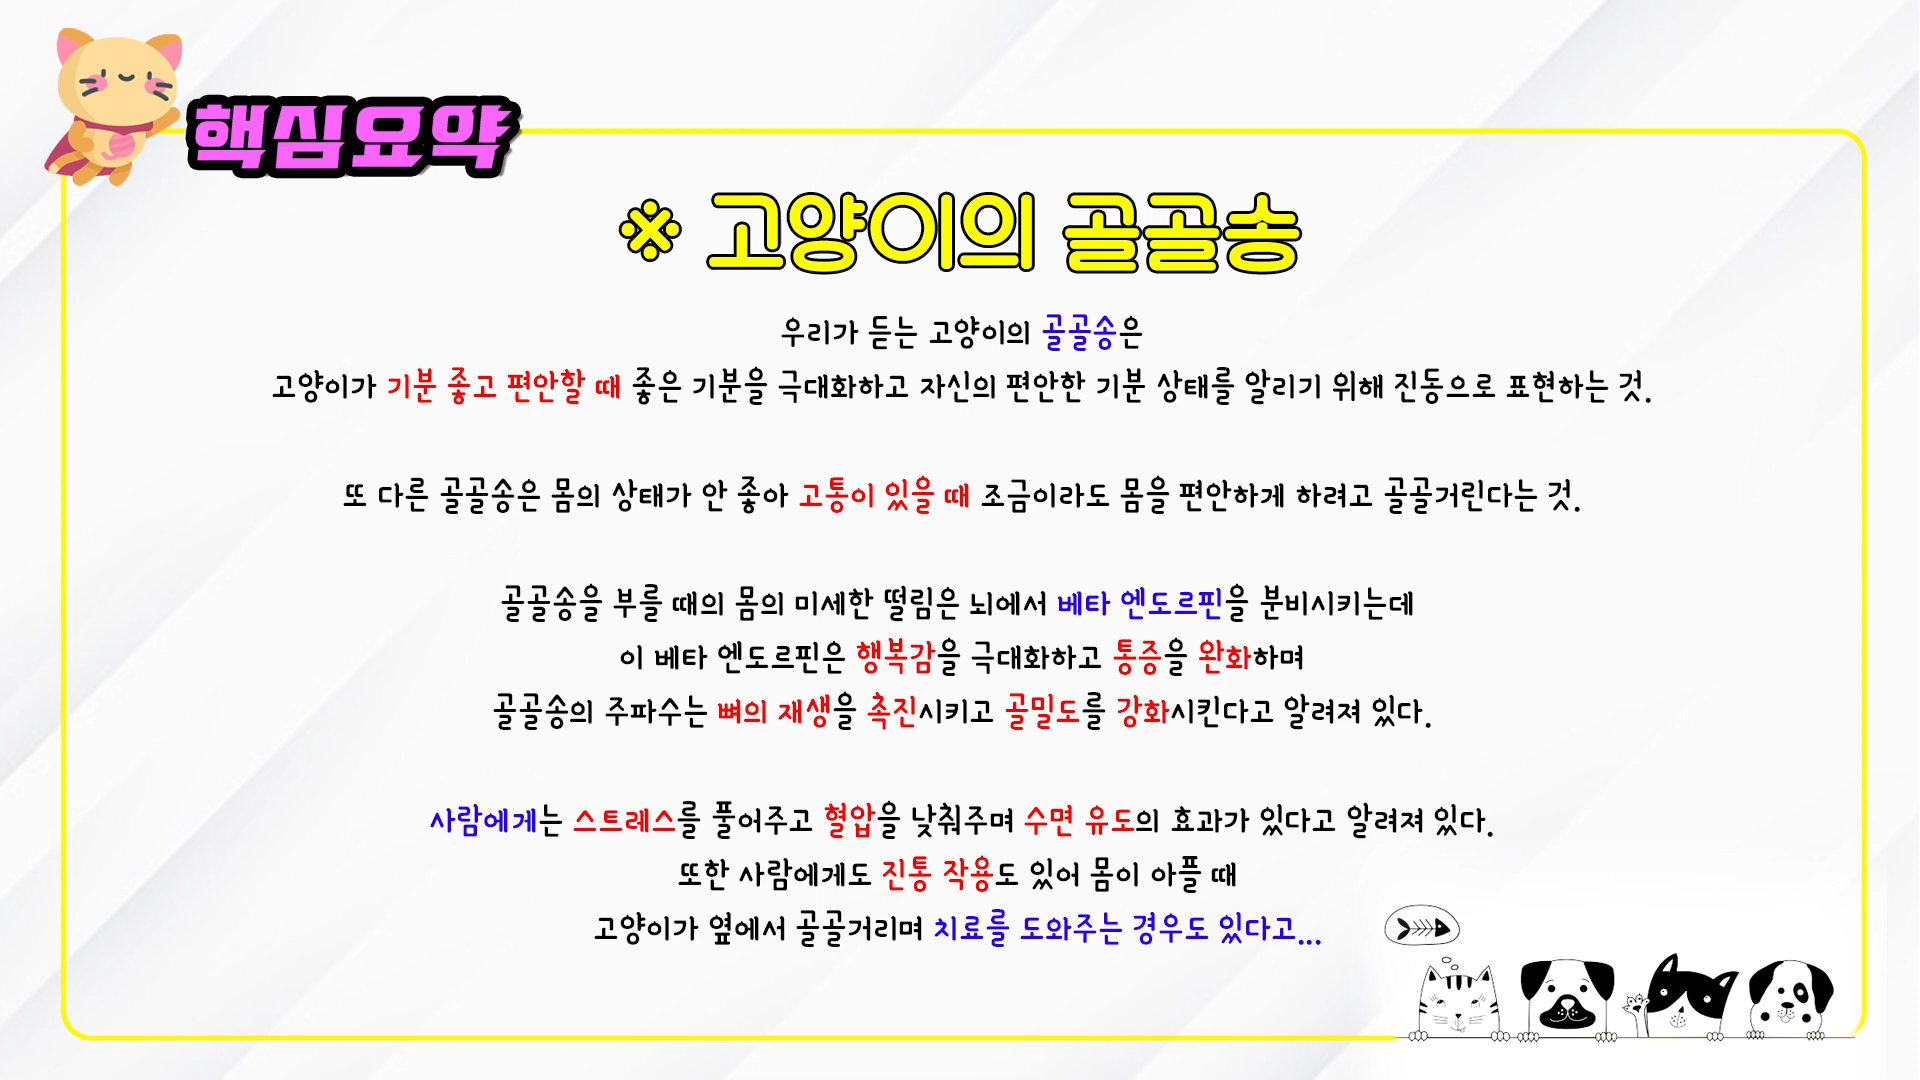 핵심요약
※ 고양이의 골골송
우리가 듣는 고양이의 골골송은
고양이가 기분 좋고 편안할 때 좋은 기분을 극대화하고 자신의 편안한 기분 상태를 알리기 위해 진동으로 표현하는 것.
또 다른 골골송은 몸의 상태가 안 좋아 고통이 있을 때 조금이라도 몸을 편안하게 하려고 골골거린다는 것.
골골송을 부를 때의 몸의 미세한 떨림은 뇌에서 베타 엔도르핀을 분비시키는데
이 베타 엔도르핀은 행복감을 극대화하고 통증을 완화하며
골골송의 주파수는 뼈의 재생을 촉진시키고 골밀도를 강화시킨다고 알려져 있다.
사람에게는 스트레스를 풀어주고 혈압을 낮춰주며 수면 유도의 효과가 있다고 알려져 있다.
또한 사람에게도 진통 작용도 있어 몸이 아플 때
고양이가 옆에서 골골거리며 치료를 도와주는 경우도 있다고...